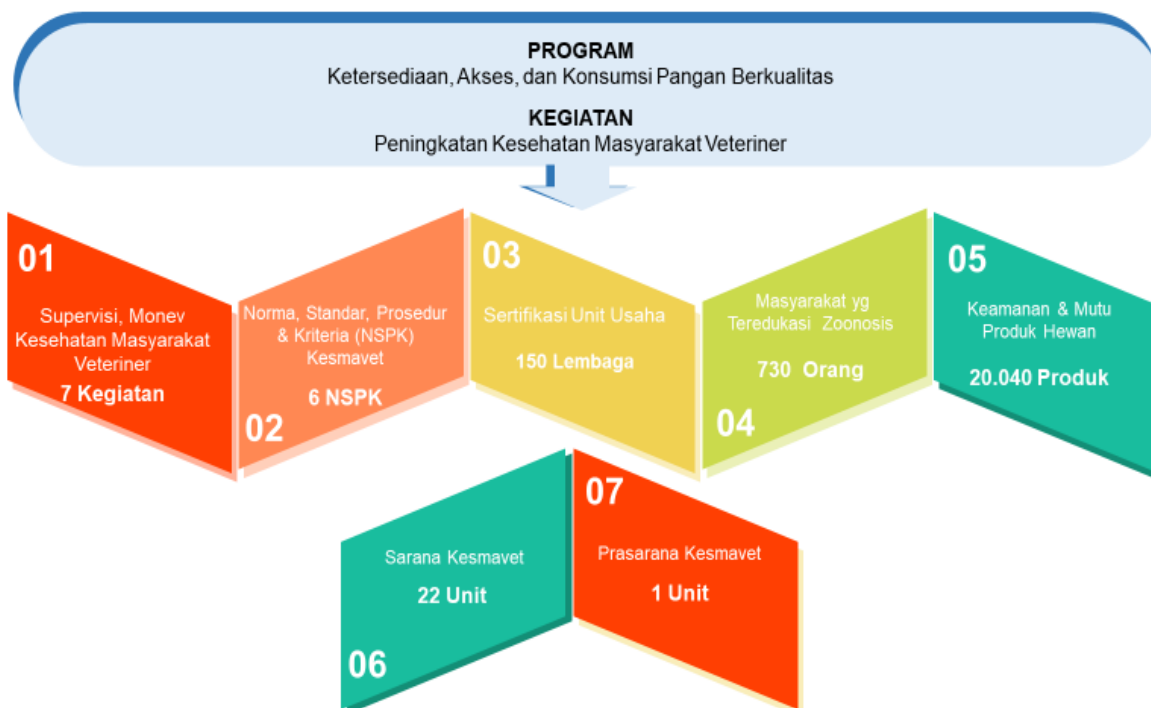 PROGRAM
Ketersediaan, Akses, dan Konsumsi Pangan Berkualitas
KEGIATAN
Peningkatan Kesehatan Masyarakat Veteriner
01
Supervisi, Monev
Kesehatan Masyarakat
Veteriner
7 Kegiatan
Norma, Standar, Prosedur
& Kriteria (NSPK)
Kesmavet
6 NSPK
02
03
Sertifikasi Unit Usaha
150 Lembaga
Masyarakat yg
Teredukasi Zoonosis
730 Orang
04
05
Keamanan & Mutu
Produk Hewan
20.040 Produk
Sarana Kesmavet
22 Unit
06
07
Prasarana Kesmavet
1 Unit